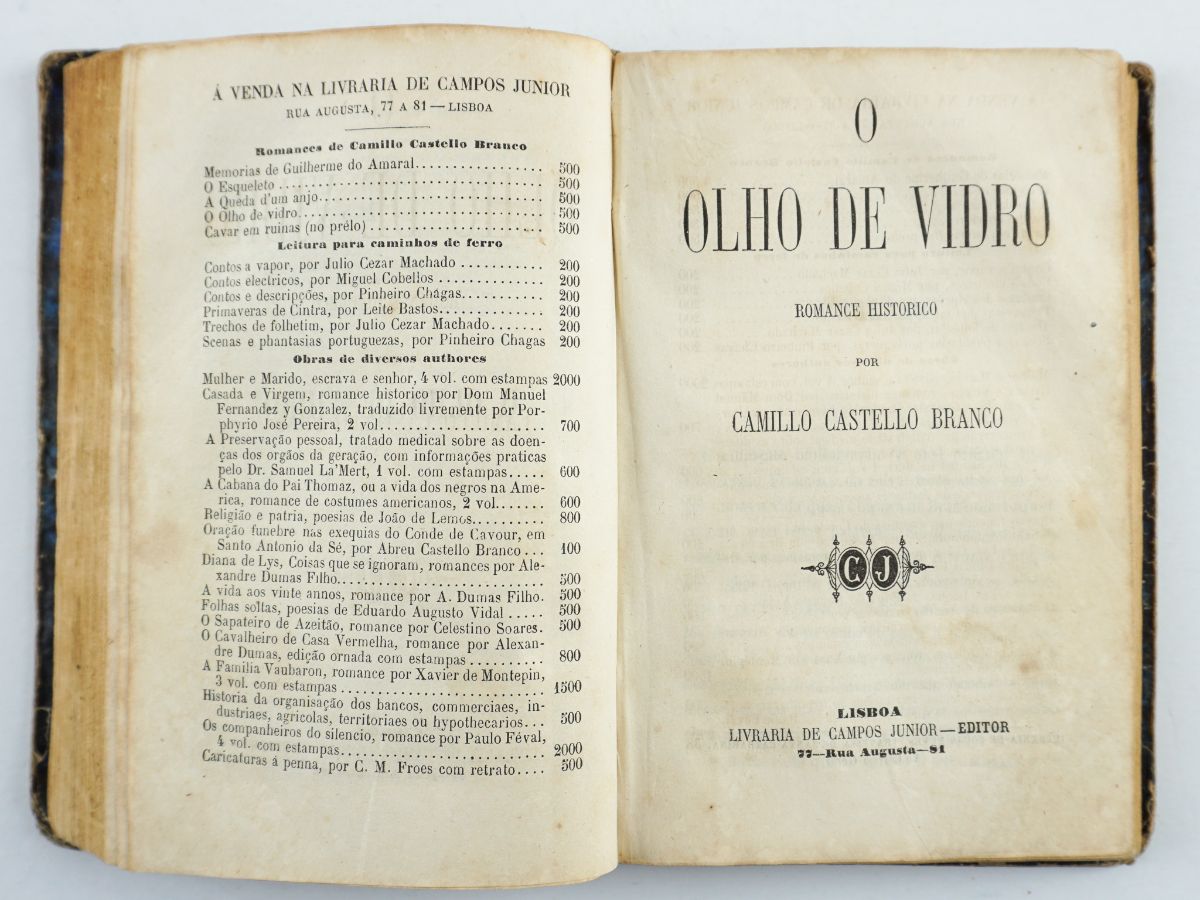 Á VENDA NA LIVRARIA DE CAMPOS JUNIOR
RUA AUGUSTA, 77 A 81—LISBOA
Romances de Camillo Castello Branco
Memorias de Guilherme do Amaral................ 500
O Esqueleto.................................. 500
A Queda d'um anjo............................ 500
O Olho de vidro.............................. 500
Cavar em ruinas (no prélo)................... 500
Leitura para caminhos de ferro
Contos a vapor, por Julio Cezar Machado........... 200
Contos electricos, por Miguel Cobellos............ 200
Contos e descripções, por Pinheiro Chagas......... 200
Primaveras de Cintra, por Leite Bastos............ 200
Trechos de folhetim, por Julio Cezar Machado....... 200
Scenas e phantasias portuguezas, por Pinheiro Chagas 200
Obras de diversos authores
Mulher e Marido, escrava e senhor, 4 vol. com estampas 2000
Casada e Virgem, romance historico por Dom Manuel
Fernandez y Gonzalez, traduzido livremente por Por-
phyrio José Pereira, 2 vol..................... 700
A Preservação pessoal, tratado medical sobre as doen-
ças dos orgãos da geração, com informações praticas
pelo Dr. Samuel La'Mert, 1 vol. com estampas..... 600
A Cabana do Pai Thomaz, ou a vida dos negros na Ame-
rica, romance de costumes americanos, 2 vol....... 600
Religião e patria, poesias de João de Lemos......... 800
Oração funebre nas exequias do Conde de Cavour, em
Santo Antonio da Sé, por Abreu Castello Branco... 100
Diana de Lys, Coisas que se ignoram, romances por Ale-
xandre Dumas Filho.......................... 500
A vida aos vinte annos, romance por A. Dumas Filho. 500
Folhas soltas, poesias de Eduardo Augusto Vidal..... 500
O Sapateiro de Azeitão, romance por Celestino Soares. 500
O Cavalheiro de Casa Vermelha, romance por Alexan-
dre Dumas, edição ornada com estampas.......... 800
A Familia Vaubaron, romance por Xavier de Montepin,
3 vol. com estampas.......................... 1500
Historia da organisação dos bancos, commerciaes, in-
dustriaes, agricolas, territoriaes ou hypothecarios... 500
Os companheiros do silencio, romance por Paulo Féval,
4 vol. com estampas.......................... 2000
Caricaturas á penna, por C. M. Froes com retrato.... 500
O
OLHO DE VIDRO
ROMANCE HISTORICO
POR
CAMILLO CASTELLO BRANCO
C J
LISBOA
LIVRARIA DE CAMPOS JUNIOR—EDITOR
77—Rua Augusta—81